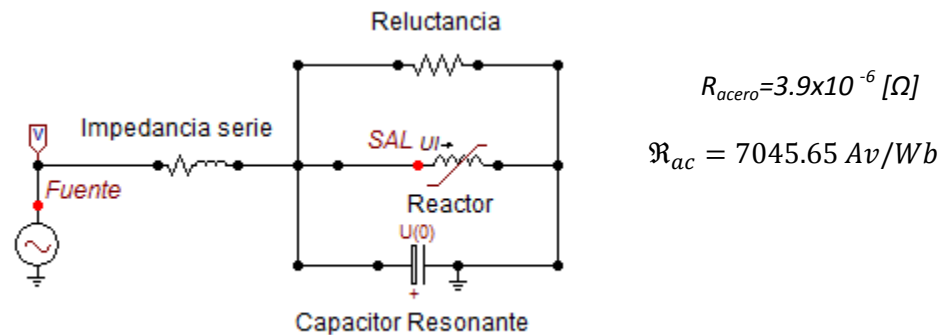 Reluctancia
V
Impedancia serie
SAL UI
Fuente
Reactor
U(0)
+
Capacitor Resonante
R_acero=3.9x10 ⁻⁶ [Ω]
ℜ_ac = 7045.65 Av/Wb